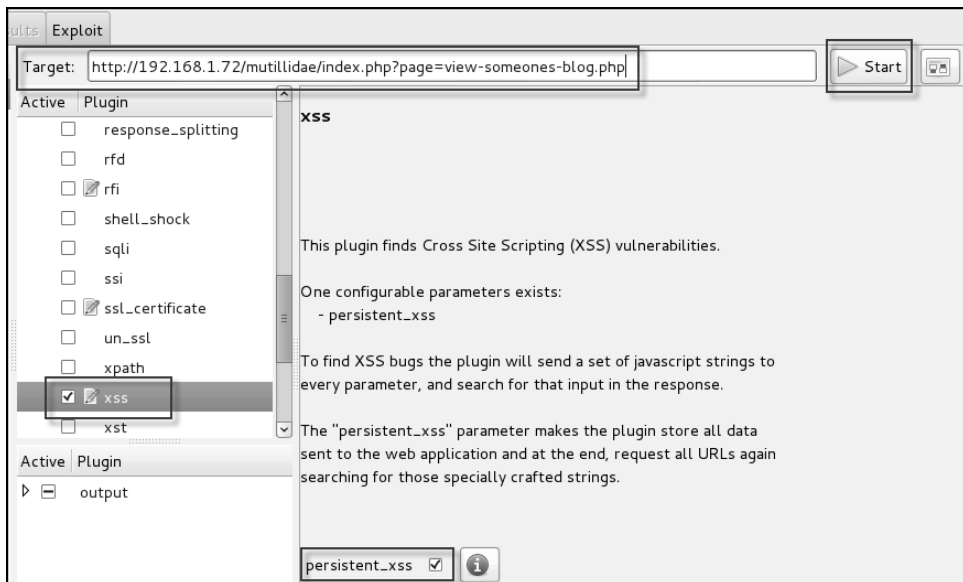 ults Exploit
Target: http://192.168.1.72/mutillidae/index.php?page=view-someones-blog.php
Start
Active Plugin
response_splitting
rfd
rfi
shell_shock
sqli
ssi
ssl_certificate
un_ssl
xpath
xss
xst
Active Plugin
output
xss
This plugin finds Cross Site Scripting (XSS) vulnerabilities.
One configurable parameters exists:
- persistent_xss
To find XSS bugs the plugin will send a set of javascript strings to
every parameter, and search for that input in the response.
The "persistent_xss" parameter makes the plugin store all data
sent to the web application and at the end, request all URLs again
searching for those specially crafted strings.
persistent_xss